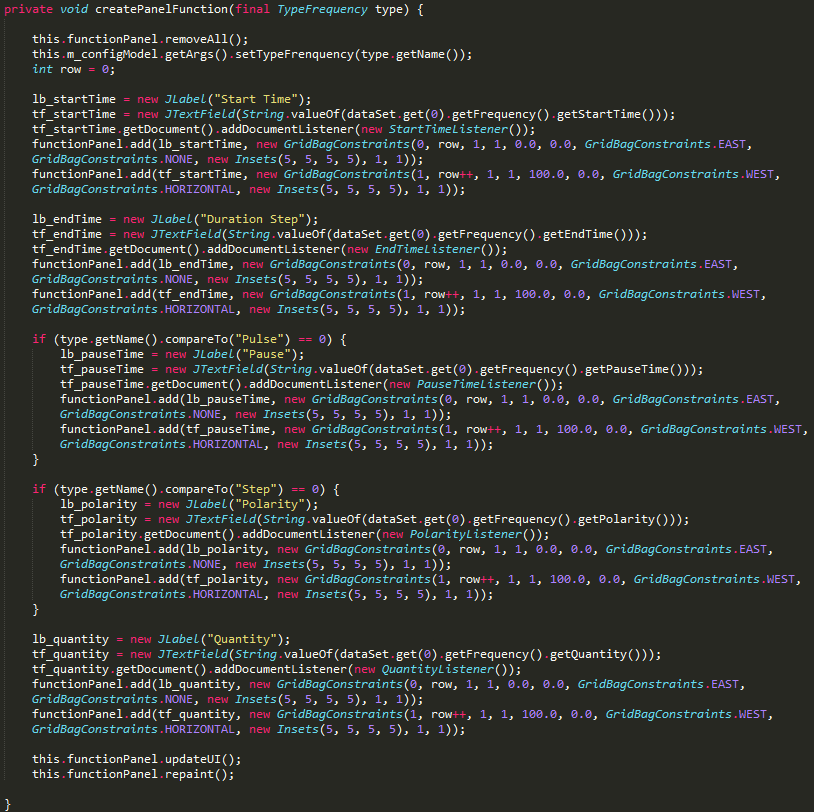 private void createPanelFunction(final TypeFrequency type) {
this.functionPanel.removeAll();
this.m_configModel.getArgs().setTypeFrenquency(type.getName());
int row = 0;
lb_startTime = new JLabel("Start Time");
tf_startTime = new JTextField(String.valueOf(dataSet.get(0).getFrequency().getStartTime()));
tf_startTime.getDocument().addDocumentListener(new StartTimeListener());
functionPanel.add(lb_startTime, new GridBagConstraints(0, row, 1, 1, 0.0, 0.0, GridBagConstraints.EAST,
GridBagConstraints.NONE, new Insets(5, 5, 5, 5), 1, 1));
functionPanel.add(tf_startTime, new GridBagConstraints(1, row++, 1, 1, 100.0, 0.0, GridBagConstraints.WEST,
GridBagConstraints.HORIZONTAL, new Insets(5, 5, 5, 5), 1, 1));
lb_endTime = new JLabel("Duration Step");
tf_endTime = new JTextField(String.valueOf(dataSet.get(0).getFrequency().getEndTime()));
tf_endTime.getDocument().addDocumentListener(new EndTimeListener());
functionPanel.add(lb_endTime, new GridBagConstraints(0, row, 1, 1, 0.0, 0.0, GridBagConstraints.EAST,
GridBagConstraints.NONE, new Insets(5, 5, 5, 5), 1, 1));
functionPanel.add(tf_endTime, new GridBagConstraints(1, row++, 1, 1, 100.0, 0.0, GridBagConstraints.WEST,
GridBagConstraints.HORIZONTAL, new Insets(5, 5, 5, 5), 1, 1));
if (type.getName().compareTo("Pulse") == 0) {
lb_pauseTime = new JLabel("Pause");
tf_pauseTime = new JTextField(String.valueOf(dataSet.get(0).getFrequency().getPauseTime()));
tf_pauseTime.getDocument().addDocumentListener(new PauseTimeListener());
functionPanel.add(lb_pauseTime, new GridBagConstraints(0, row, 1, 1, 0.0, 0.0, GridBagConstraints.EAST,
GridBagConstraints.NONE, new Insets(5, 5, 5, 5), 1, 1));
functionPanel.add(tf_pauseTime, new GridBagConstraints(1, row++, 1, 1, 100.0, 0.0, GridBagConstraints.WEST,
GridBagConstraints.HORIZONTAL, new Insets(5, 5, 5, 5), 1, 1));
}
if (type.getName().compareTo("Step") == 0) {
lb_polarity = new JLabel("Polarity");
tf_polarity = new JTextField(String.valueOf(dataSet.get(0).getFrequency().getPolarity()));
tf_polarity.getDocument().addDocumentListener(new PolarityListener());
functionPanel.add(lb_polarity, new GridBagConstraints(0, row, 1, 1, 0.0, 0.0, GridBagConstraints.EAST,
GridBagConstraints.NONE, new Insets(5, 5, 5, 5), 1, 1));
functionPanel.add(tf_polarity, new GridBagConstraints(1, row++, 1, 1, 100.0, 0.0, GridBagConstraints.WEST,
GridBagConstraints.HORIZONTAL, new Insets(5, 5, 5, 5), 1, 1));
}
lb_quantity = new JLabel("Quantity");
tf_quantity = new JTextField(String.valueOf(dataSet.get(0).getFrequency().getQuantity()));
tf_quantity.getDocument().addDocumentListener(new QuantityListener());
functionPanel.add(lb_quantity, new GridBagConstraints(0, row, 1, 1, 0.0, 0.0, GridBagConstraints.EAST,
GridBagConstraints.NONE, new Insets(5, 5, 5, 5), 1, 1));
functionPanel.add(tf_quantity, new GridBagConstraints(1, row++, 1, 1, 100.0, 0.0, GridBagConstraints.WEST,
GridBagConstraints.HORIZONTAL, new Insets(5, 5, 5, 5), 1, 1));
this.functionPanel.updateUI();
this.functionPanel.repaint();
}